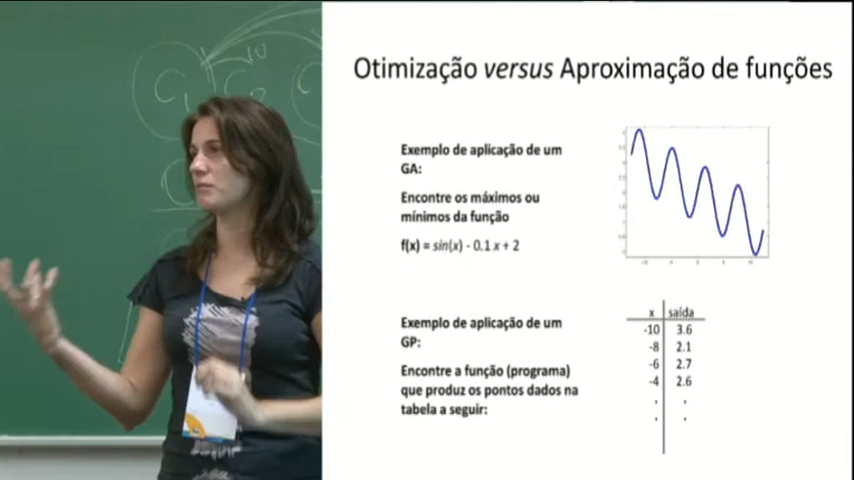 C₁
C₂
Otimização versus Aproximação de funções
Exemplo de aplicação de um
GA:
Encontre os máximos ou
mínimos da função
f(x) = sin(x) - 0.1 x + 2
Exemplo de aplicação de um
GP:
Encontre a função (programa)
que produz os pontos dados na
tabela a seguir:
x saída
-10 3.6
-8 2.1
-6 2.7
-4 2.6
. .
. .